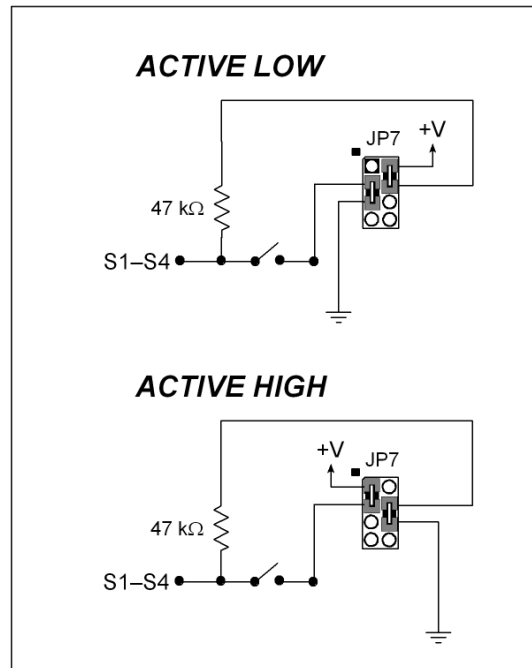 ACTIVE LOW
JP7
+V
47 kΩ
S1–S4
ACTIVE HIGH
+V
JP7
47 kΩ
S1–S4